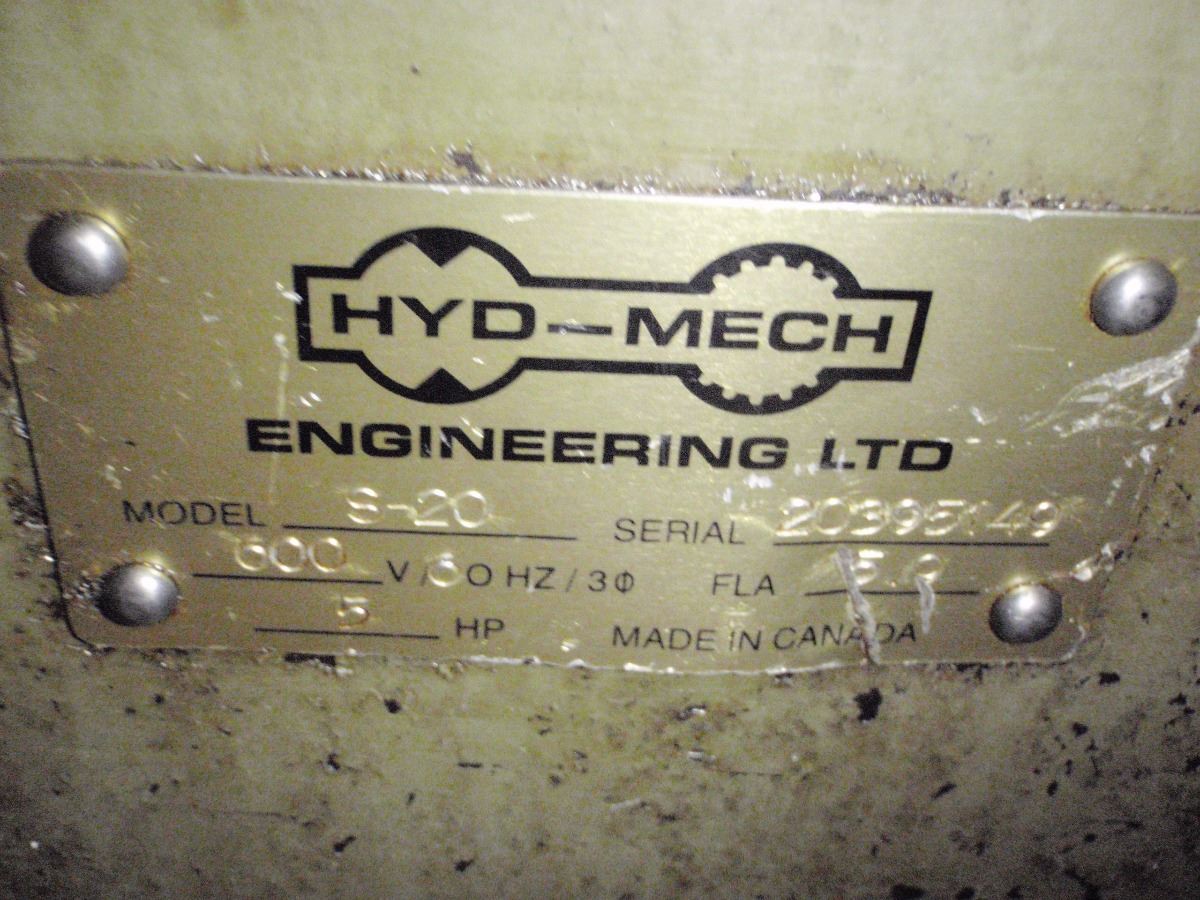 HYD-MECH
ENGINEERING LTD
MODEL S-20 SERIAL
600 V/60 HZ/3Φ FLA
5 HP MADE IN CANADA